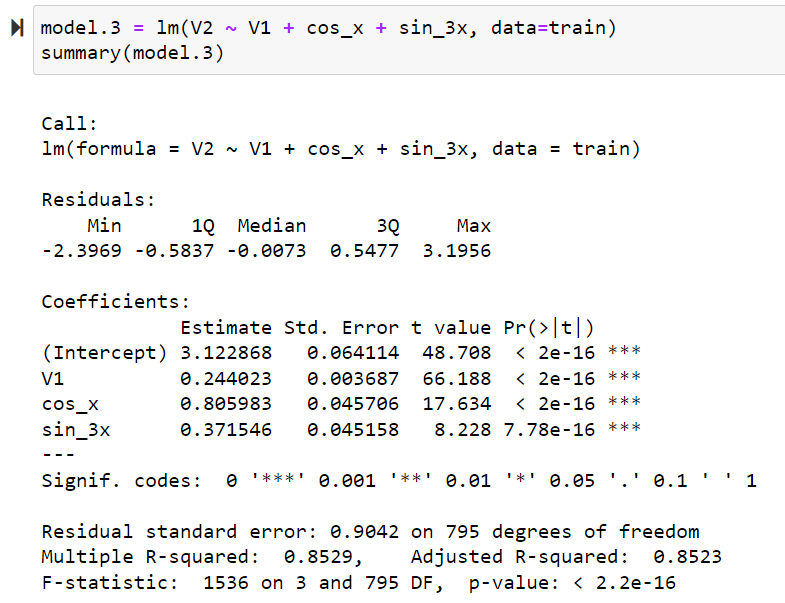 model.3 = lm(V2 ~ V1 + cos_x + sin_3x, data=train)
summary(model.3)
Call:
lm(formula = V2 ~ V1 + cos_x + sin_3x, data = train)
Residuals:
    Min      1Q  Median      3Q     Max
-2.3969 -0.5837 -0.0073  0.5477  3.1956
Coefficients:
            Estimate Std. Error t value Pr(>|t|)
(Intercept) 3.122868   0.064114  48.708  < 2e-16 ***
V1          0.244023   0.003687  66.188  < 2e-16 ***
cos_x       0.805983   0.045706  17.634  < 2e-16 ***
sin_3x      0.371546   0.045158   8.228 7.78e-16 ***
---
Signif. codes:  0 '***' 0.001 '**' 0.01 '*' 0.05 '.' 0.1 ' ' 1
Residual standard error: 0.9042 on 795 degrees of freedom
Multiple R-squared:  0.8529,    Adjusted R-squared:  0.8523
F-statistic:  1536 on 3 and 795 DF,  p-value: < 2.2e-16